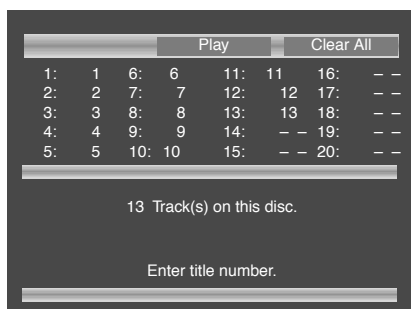 Play Clear All
1: 1 6: 6 11: 11 16: – –
2: 2 7: 7 12: 12 17: – –
3: 3 8: 8 13: 13 18: – –
4: 4 9: 9 14: – – 19: – –
5: 5 10: 10 15: – – 20: – –
13 Track(s) on this disc.
Enter title number.